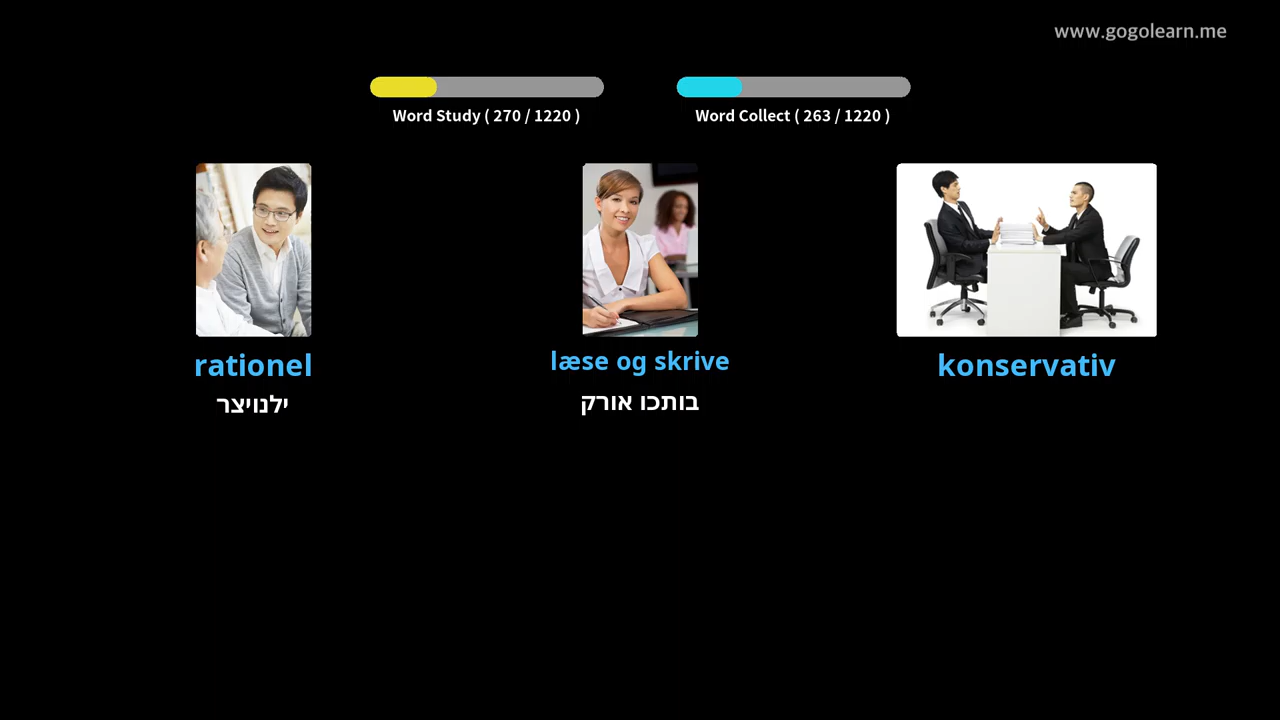 www.gogolearn.me
Word Study ( 270 / 1220 )
Word Collect ( 263 / 1220 )
rationel
ילנויצר
læse og skrive
בותכו אורק
konservativ